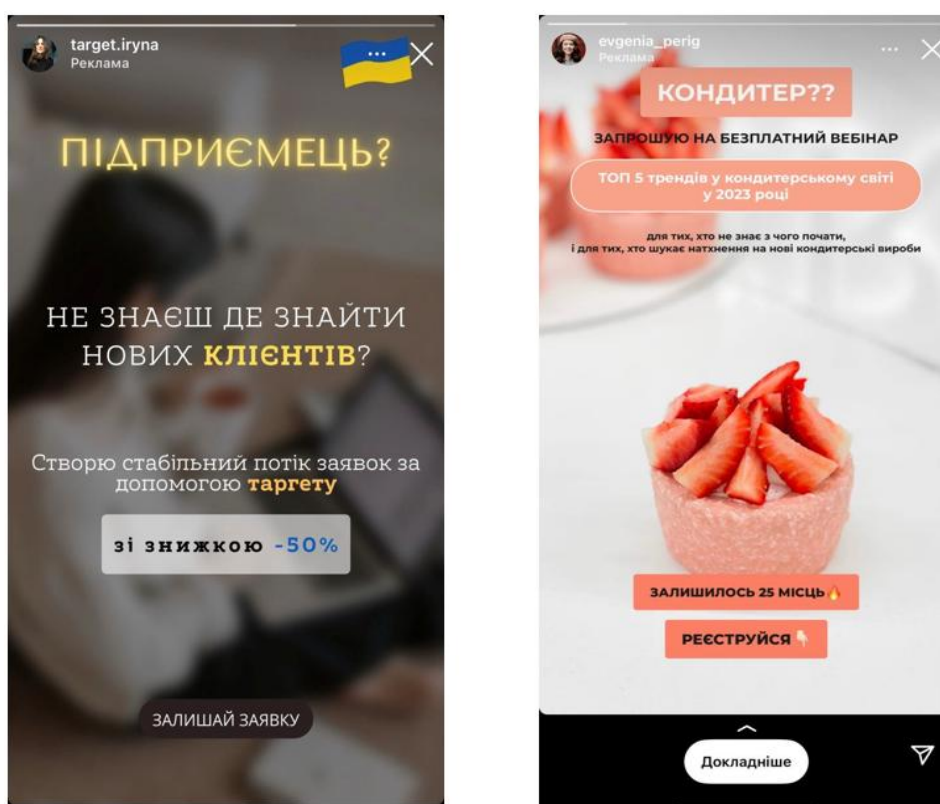 target.iryna
Реклама
ПІДПРИЄМЕЦЬ?
НЕ ЗНАЄШ ДЕ ЗНАЙТИ
НОВИХ КЛІЄНТІВ?
Створю стабільний потік заявок за
допомогою таргету
зі знижкою -50%
ЗАЛИШАЙ ЗАЯВКУ
evgenia_perig
Реклама
КОНДИТЕР??
ЗАПРОШУЮ НА БЕЗПЛАТНИЙ ВЕБІНАР
ТОП 5 трендів у кондитерському світі
у 2023 році
для тих, хто не знає з чого почати,
і для тих, хто шукає натхнення на нові кондитерські вироби
ЗАЛИШИЛОСЬ 25 МІСЦЬ🔥
РЕЄСТРУЙСЯ👇🏻
Докладніше